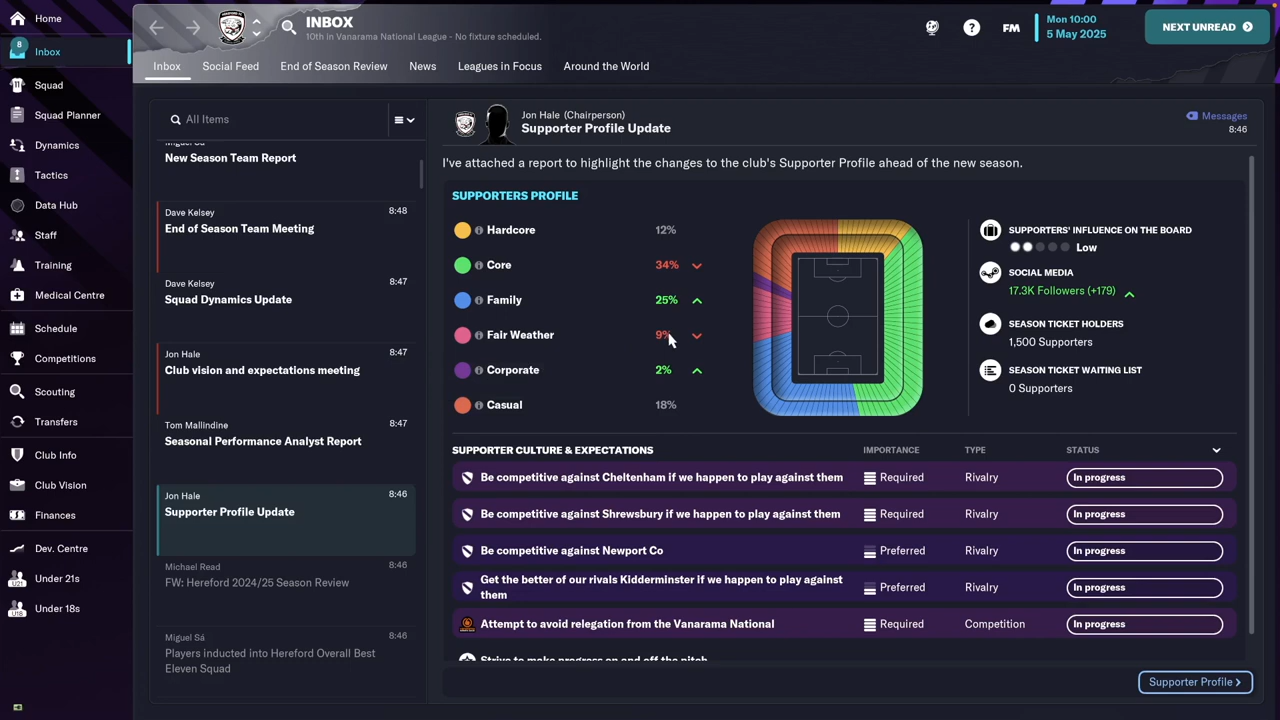 Home
8
Inbox
11
Squad
Squad Planner
Dynamics
Tactics
Data Hub
Staff
Training
Medical Centre
Schedule
Competitions
Scouting
Transfers
Club Info
Club Vision
Finances
Dev. Centre
U21
Under 21s
U18
Under 18s
INBOX
10th in Vanarama National League - No fixture scheduled.
?
FM
Mon 10:00
5 May 2025
NEXT UNREAD
Inbox
Social Feed
End of Season Review
News
Leagues in Focus
Around the World
All Items
New Season Team Report
Dave Kelsey
8:48
End of Season Team Meeting
Dave Kelsey
8:47
Squad Dynamics Update
Jon Hale
8:47
Club vision and expectations meeting
Tom Mallindine
8:47
Seasonal Performance Analyst Report
Jon Hale
8:46
Supporter Profile Update
Michael Read
8:46
FW: Hereford 2024/25 Season Review
Miguel Sá
8:46
Players inducted into Hereford Overall Best
Eleven Squad
Jon Hale (Chairperson)
Supporter Profile Update
Messages
8:46
I've attached a report to highlight the changes to the club's Supporter Profile ahead of the new season.
SUPPORTERS PROFILE
Hardcore 12%
Core 34%
Family 25%
Fair Weather 9%
Corporate 2%
Casual 18%
SUPPORTERS' INFLUENCE ON THE BOARD
Low
SOCIAL MEDIA
17.3K Followers (+179)
SEASON TICKET HOLDERS
1,500 Supporters
SEASON TICKET WAITING LIST
0 Supporters
SUPPORTER CULTURE & EXPECTATIONS IMPORTANCE TYPE STATUS
Be competitive against Cheltenham if we happen to play against them Required Rivalry In progress
Be competitive against Shrewsbury if we happen to play against them Required Rivalry In progress
Be competitive against Newport Co Preferred Rivalry In progress
Get the better of our rivals Kidderminster if we happen to play against
them
Preferred Rivalry In progress
Attempt to avoid relegation from the Vanarama National Required Competition In progress
Strive to make progress on and off the pitch
Supporter Profile